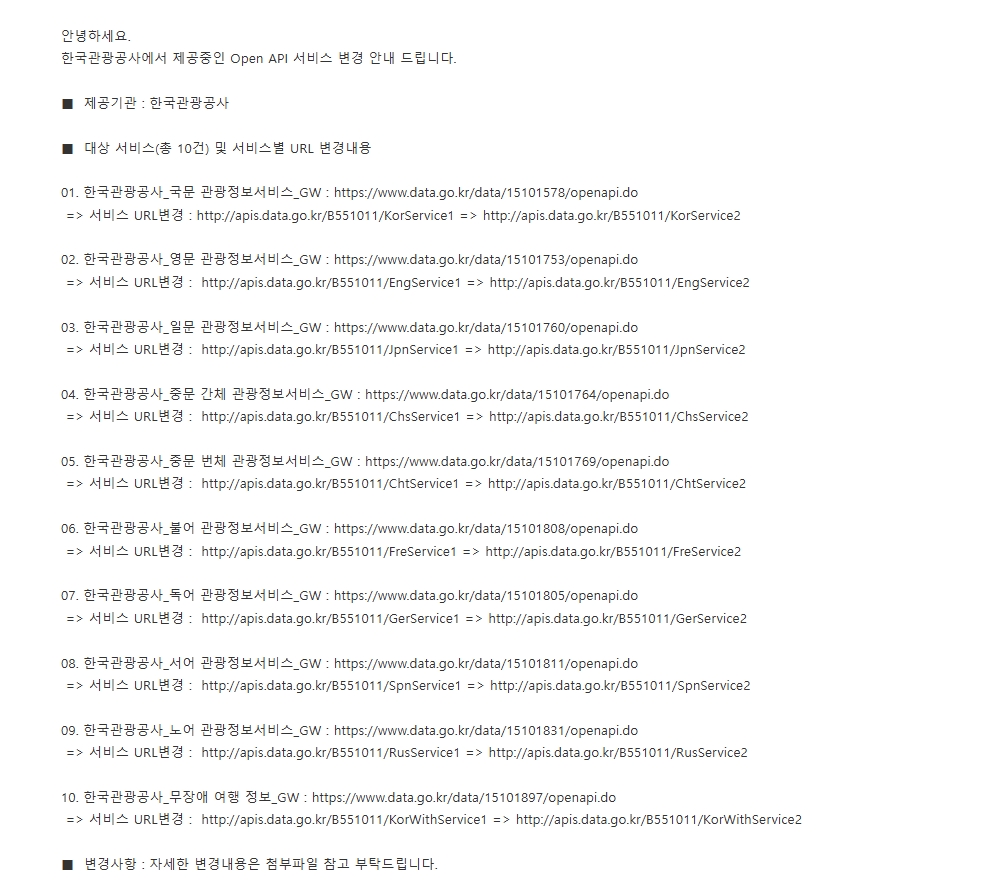 안녕하세요.
한국관광공사에서 제공중인 Open API 서비스 변경 안내 드립니다.
■ 제공기관 : 한국관광공사
■ 대상 서비스(총 10건) 및 서비스별 URL 변경내용
01. 한국관광공사_국문 관광정보서비스_GW : https://www.data.go.kr/data/15101578/openapi.do
=> 서비스 URL변경 : http://apis.data.go.kr/B551011/KorService1 => http://apis.data.go.kr/B551011/KorService2
02. 한국관광공사_영문 관광정보서비스_GW : https://www.data.go.kr/data/15101753/openapi.do
=> 서비스 URL변경 : http://apis.data.go.kr/B551011/EngService1 => http://apis.data.go.kr/B551011/EngService2
03. 한국관광공사_일문 관광정보서비스_GW : https://www.data.go.kr/data/15101760/openapi.do
=> 서비스 URL변경 : http://apis.data.go.kr/B551011/JpnService1 => http://apis.data.go.kr/B551011/JpnService2
04. 한국관광공사_중문 간체 관광정보서비스_GW : https://www.data.go.kr/data/15101764/openapi.do
=> 서비스 URL변경 : http://apis.data.go.kr/B551011/ChsService1 => http://apis.data.go.kr/B551011/ChsService2
05. 한국관광공사_중문 번체 관광정보서비스_GW : https://www.data.go.kr/data/15101769/openapi.do
=> 서비스 URL변경 : http://apis.data.go.kr/B551011/ChtService1 => http://apis.data.go.kr/B551011/ChtService2
06. 한국관광공사_불어 관광정보서비스_GW : https://www.data.go.kr/data/15101808/openapi.do
=> 서비스 URL변경 : http://apis.data.go.kr/B551011/FreService1 => http://apis.data.go.kr/B551011/FreService2
07. 한국관광공사_독어 관광정보서비스_GW : https://www.data.go.kr/data/15101805/openapi.do
=> 서비스 URL변경 : http://apis.data.go.kr/B551011/GerService1 => http://apis.data.go.kr/B551011/GerService2
08. 한국관광공사_서어 관광정보서비스_GW : https://www.data.go.kr/data/15101811/openapi.do
=> 서비스 URL변경 : http://apis.data.go.kr/B551011/SpnService1 => http://apis.data.go.kr/B551011/SpnService2
09. 한국관광공사_노어 관광정보서비스_GW : https://www.data.go.kr/data/15101831/openapi.do
=> 서비스 URL변경 : http://apis.data.go.kr/B551011/RusService1 => http://apis.data.go.kr/B551011/RusService2
10. 한국관광공사_무장애 여행 정보_GW : https://www.data.go.kr/data/15101897/openapi.do
=> 서비스 URL변경 : http://apis.data.go.kr/B551011/KorWithService1 => http://apis.data.go.kr/B551011/KorWithService2
■ 변경사항 : 자세한 변경내용은 첨부파일 참고 부탁드립니다.